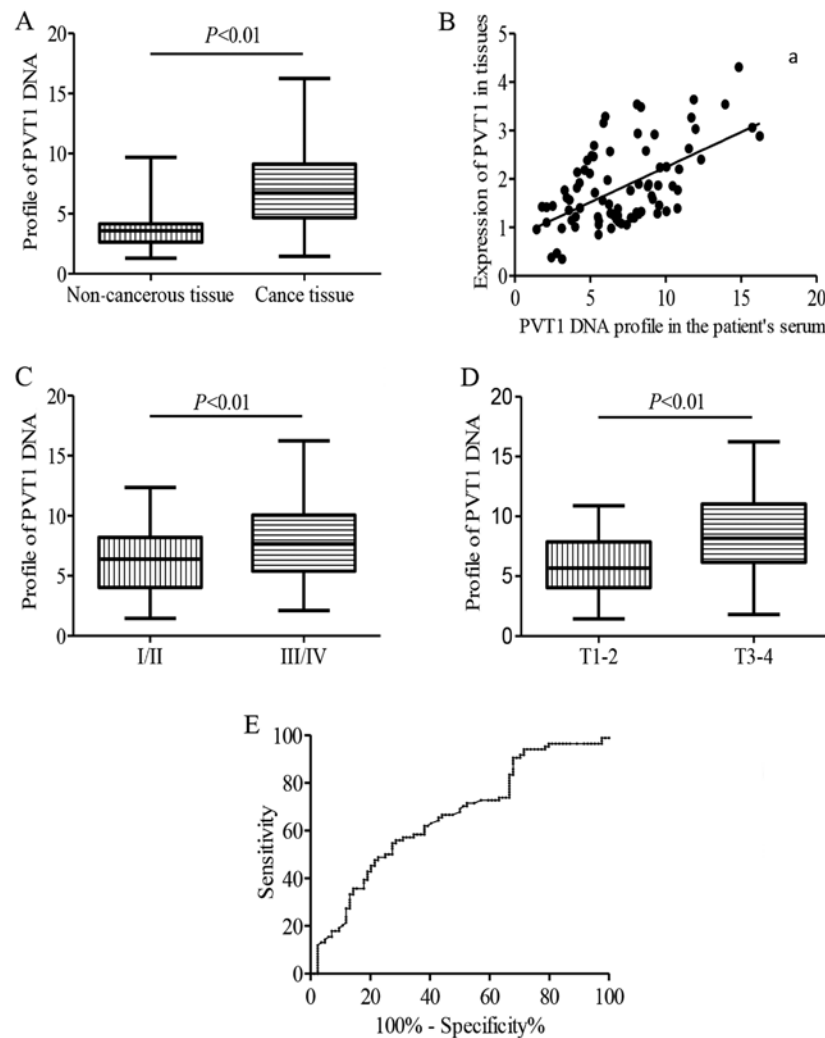 A
P<0.01
Profile of PVT1 DNA
20
15
10
5
0
Non-cancerous tissue
Cance tissue
B
a
Expression of PVT1 in tissues
5
4
3
2
1
0
0 5 10 15 20
PVT1 DNA profile in the patient's serum
C
P<0.01
Profile of PVT1 DNA
20
15
10
5
0
I/II
III/IV
D
P<0.01
Profile of PVT1 DNA
20
15
10
5
0
T1-2
T3-4
E
Sensitivity
100
80
60
40
20
0
0 20 40 60 80 100
100% - Specificity%